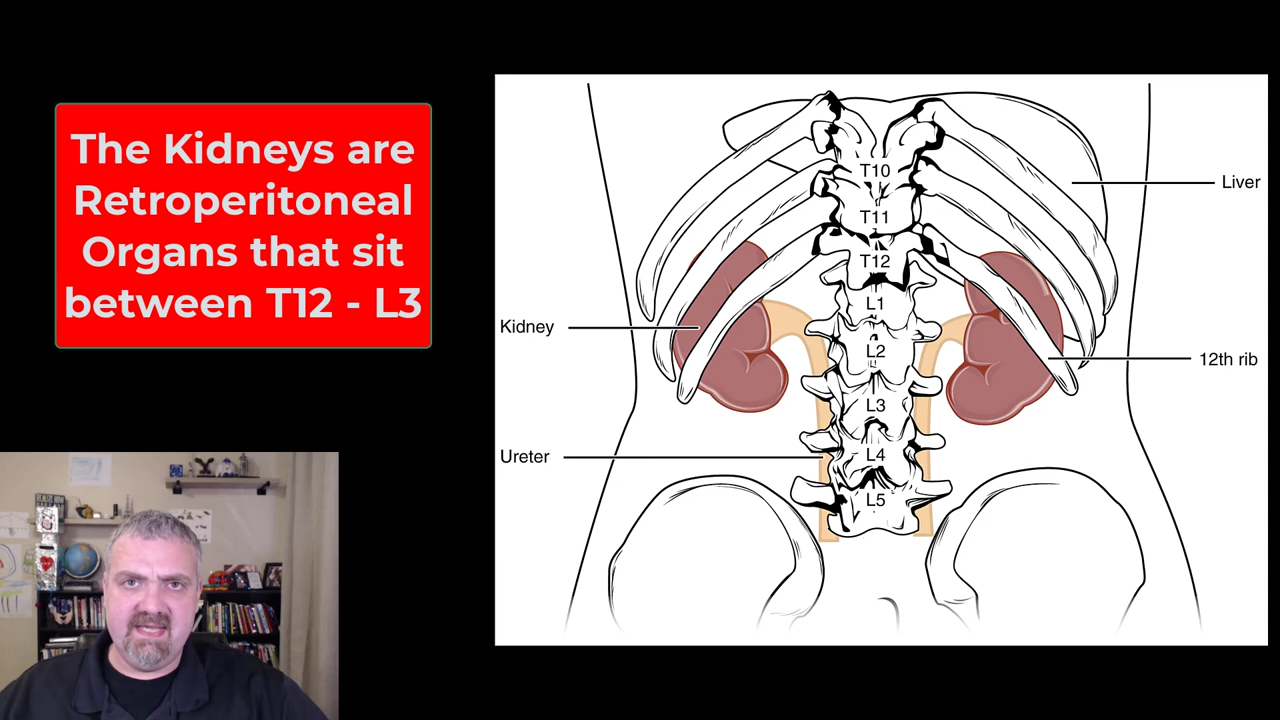 The Kidneys are
Retroperitoneal
Organs that sit
between T12 - L3
T10
Liver
T11
T12
L1
Kidney
L2
12th rib
L3
Ureter
L4
L5